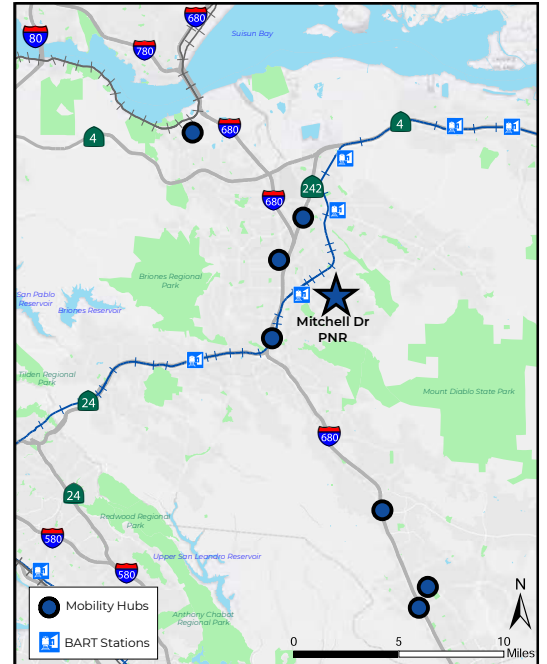 680
80
780
Suisun Bay
4
680
4
242
680
Briones Regional
Park
San Pablo
Reservoir
Briones Reservoir
Mitchell Dr
PNR
Tilden Regional
Park
24
Mount Diablo State Park
680
24
Redwood Regional
Park
580
Upper San Leandro Reservoir
580
Anthony Chabot
Regional Park
Mobility Hubs
BART Stations
N
0
5
10
Miles